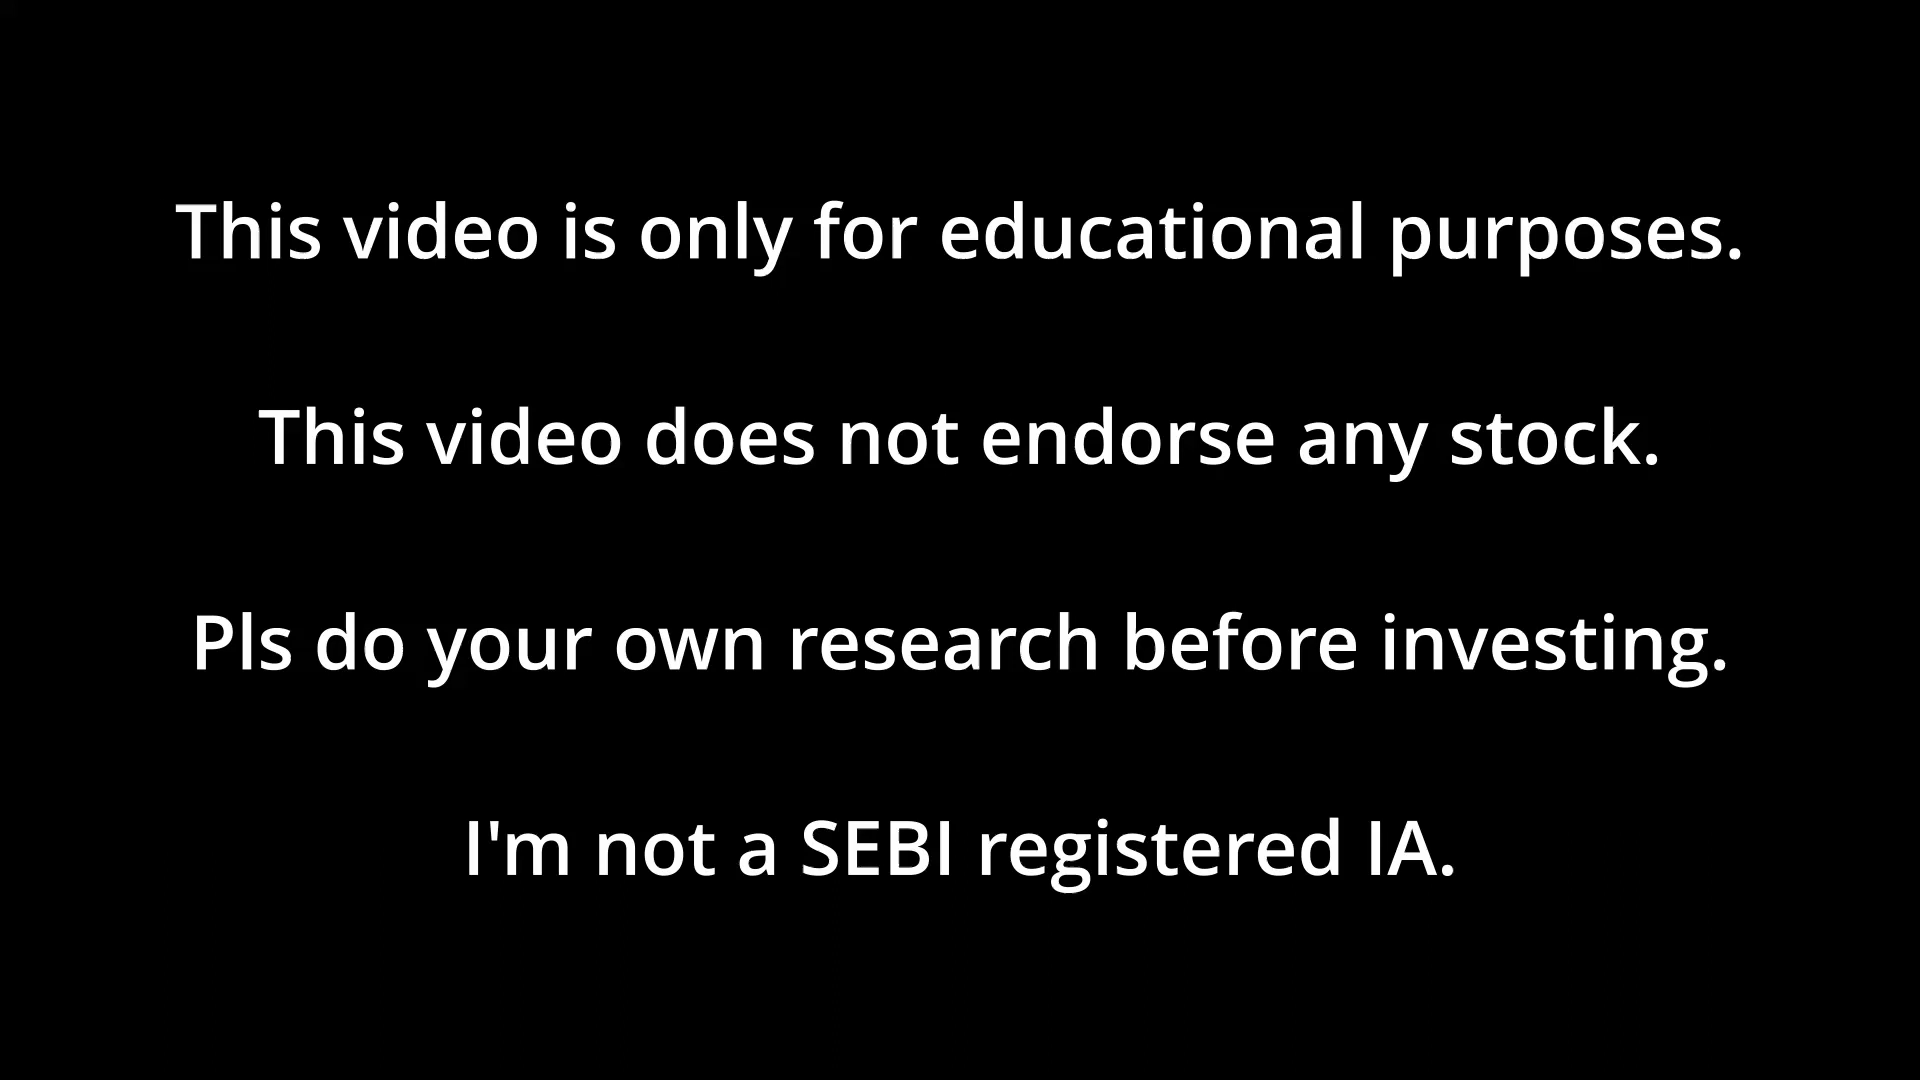 This video is only for educational purposes.
This video does not endorse any stock.
Pls do your own research before investing.
I'm not a SEBI registered IA.